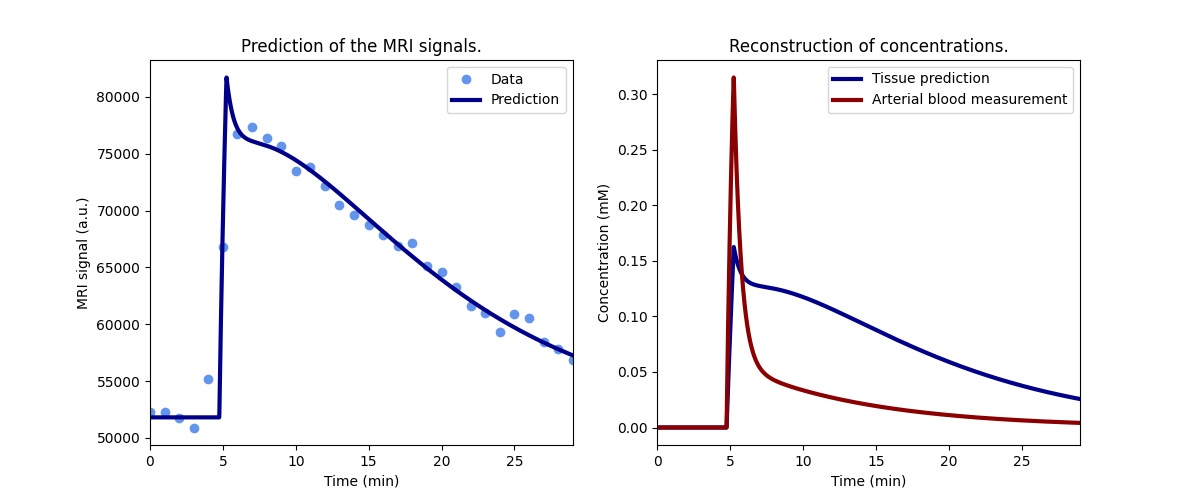 Prediction of the MRI signals.
MRI signal (a.u.)
80000
75000
70000
65000
60000
55000
50000
Data
Prediction
0
5
10
15
20
25
Time (min)
Reconstruction of concentrations.
Concentration (mM)
0.30
0.25
0.20
0.15
0.10
0.05
0.00
Tissue prediction
Arterial blood measurement
0
5
10
15
20
25
Time (min)